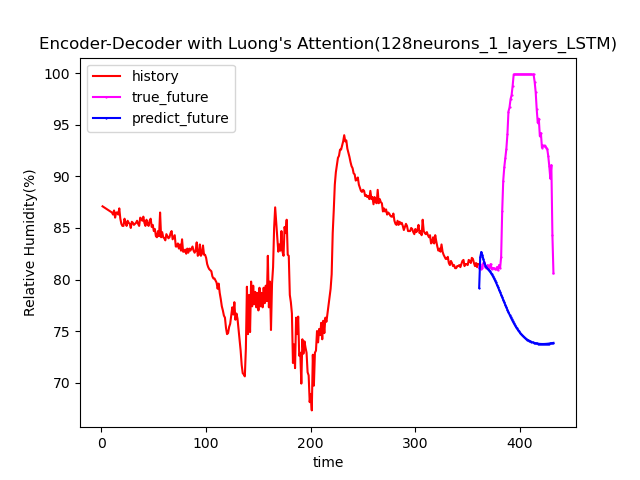 Encoder-Decoder with Luong's Attention(128neurons_1_layers_LSTM)
history
true_future
predict_future
Relative Humidity(%)
100
95
90
85
80
75
70
0 100 200 300 400
time